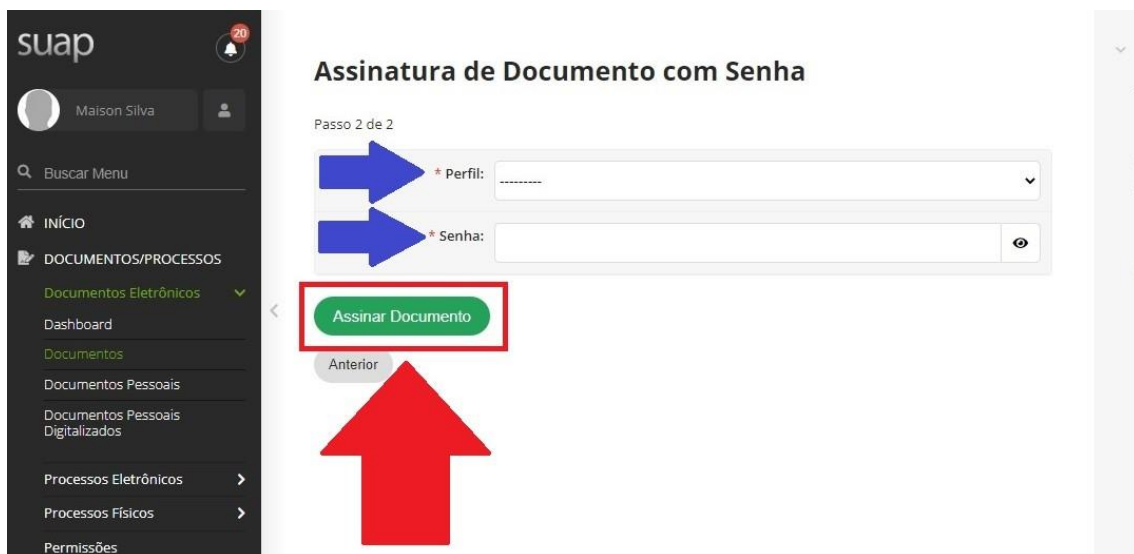 suap
20
Maison Silva
Buscar Menu
INÍCIO
DOCUMENTOS/PROCESSOS
Documentos Eletrônicos
Dashboard
Documentos
Documentos Pessoais
Documentos Pessoais
Digitalizados
Processos Eletrônicos
Processos Físicos
Permissões
Assinatura de Documento com Senha
Passo 2 de 2
* Perfil:
---------
* Senha:
Assinar Documento
Anterior